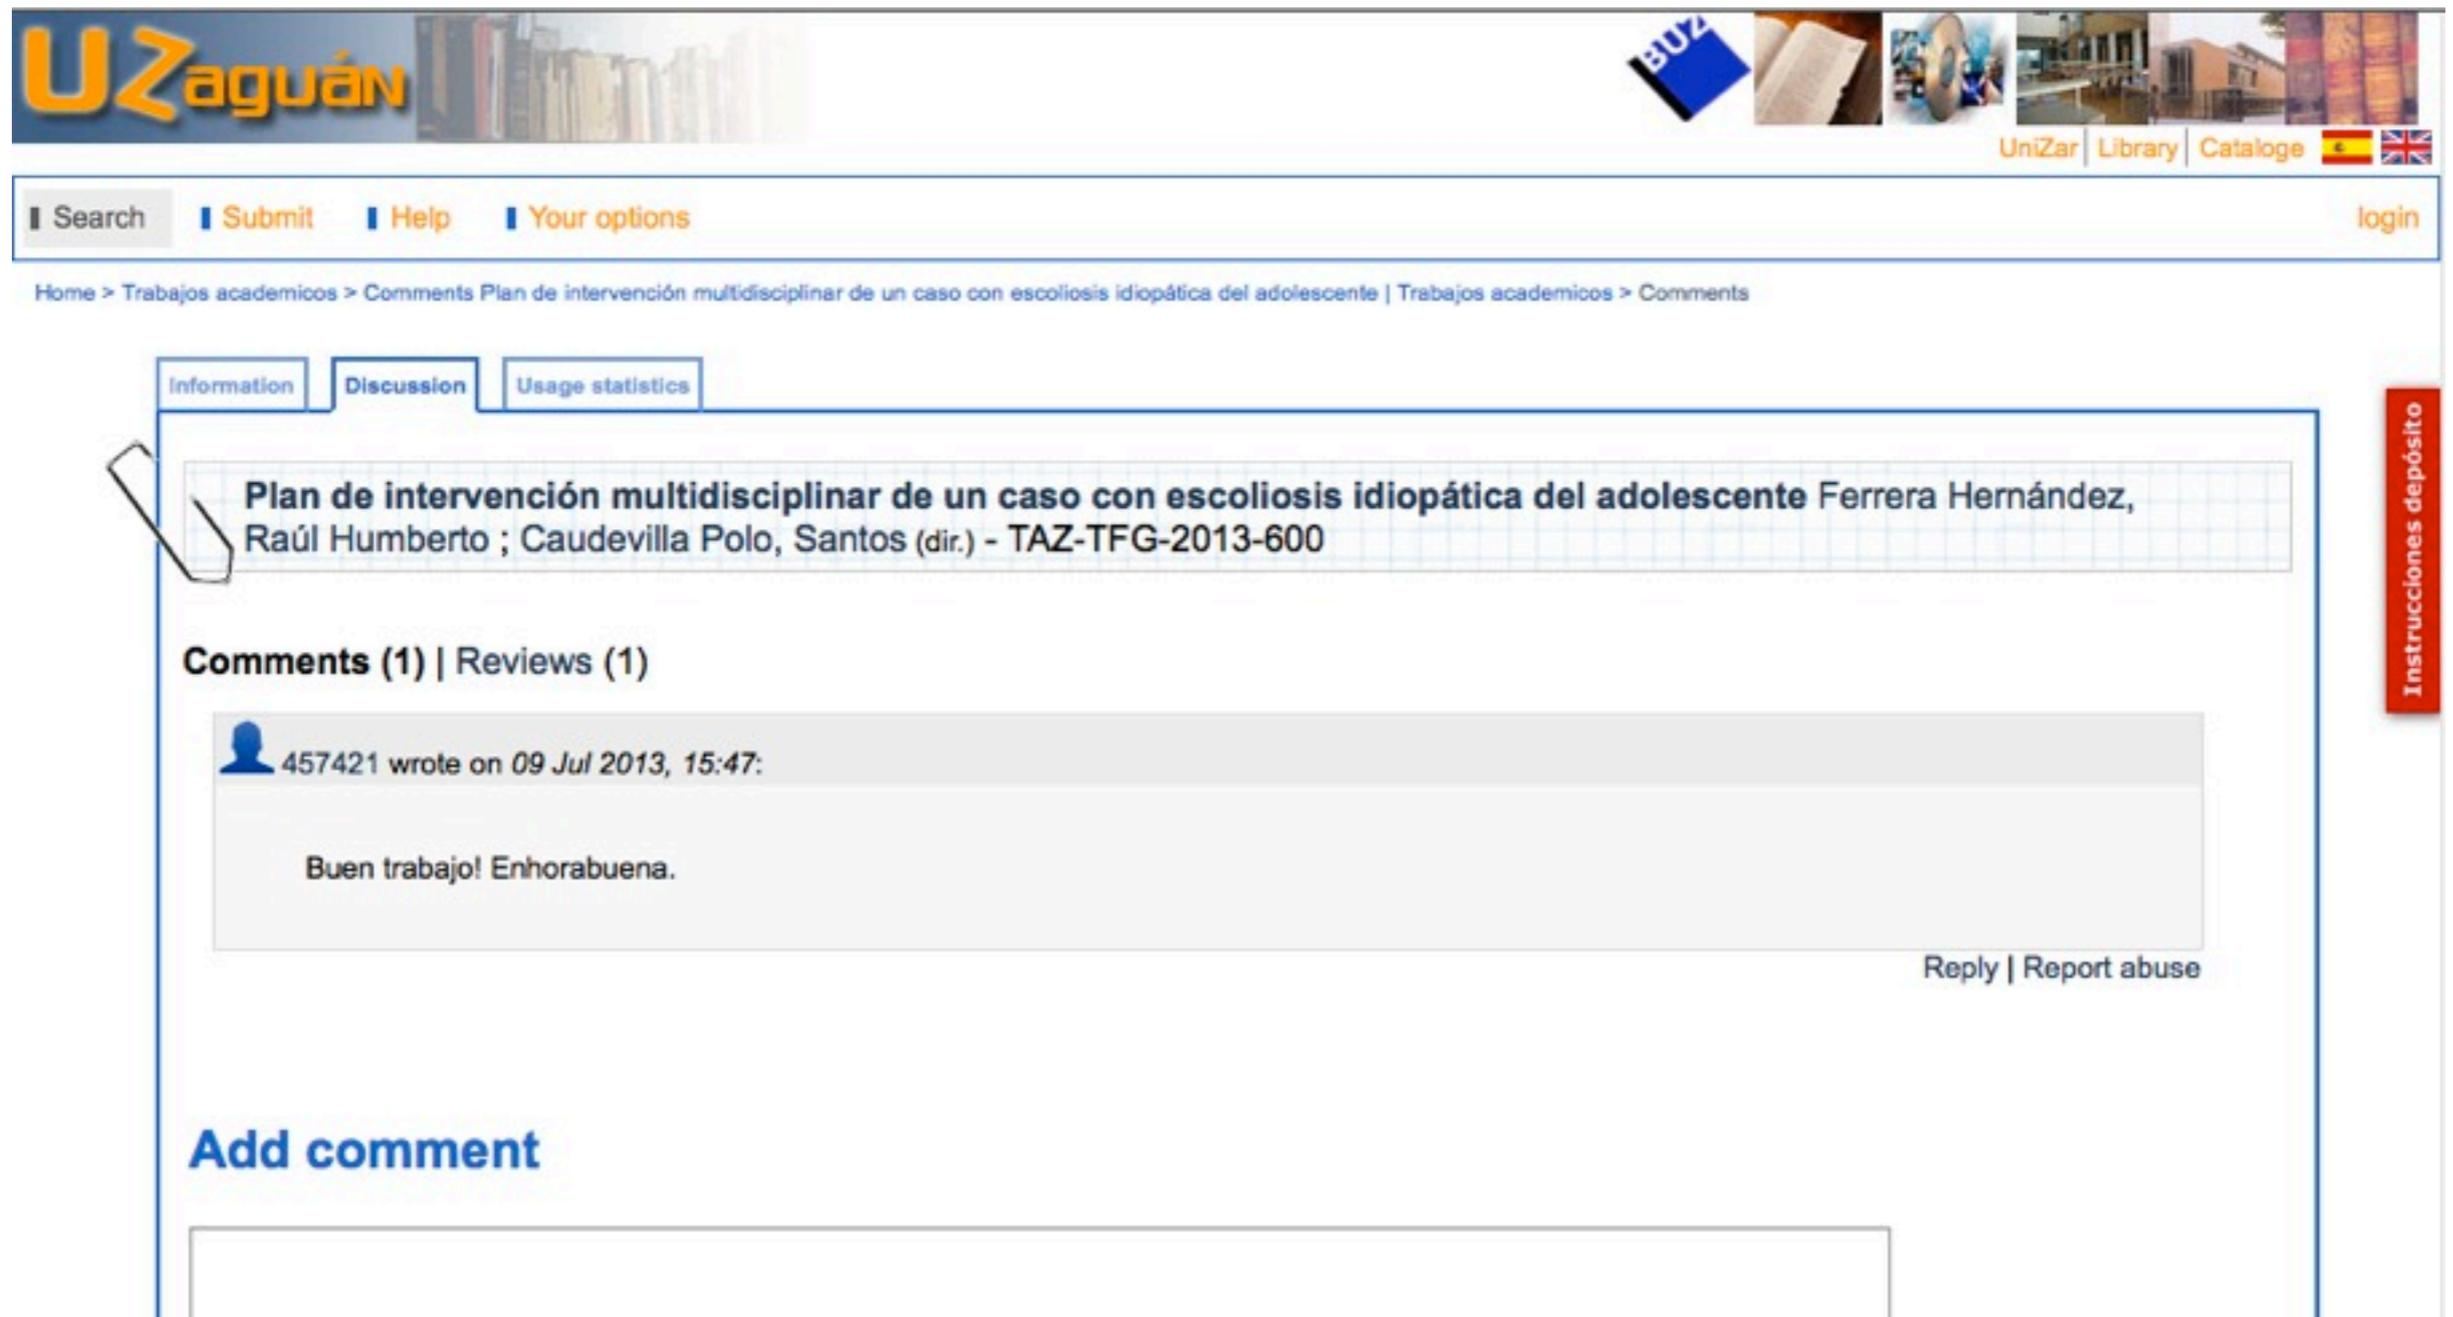 UZaguán
BUZ
UniZar | Library | Cataloge
Search Submit Help Your options login
Home > Trabajos academicos > Comments Plan de intervención multidisciplinar de un caso con escoliosis idiopática del adolescente | Trabajos academicos > Comments
Information Discussion Usage statistics
Instrucciones depósito
Plan de intervención multidisciplinar de un caso con escoliosis idiopática del adolescente Ferrera Hernández,
Raúl Humberto ; Caudevilla Polo, Santos (dir.) - TAZ-TFG-2013-600
Comments (1) | Reviews (1)
457421 wrote on 09 Jul 2013, 15:47:
Buen trabajo! Enhorabuena.
Reply | Report abuse
Add comment